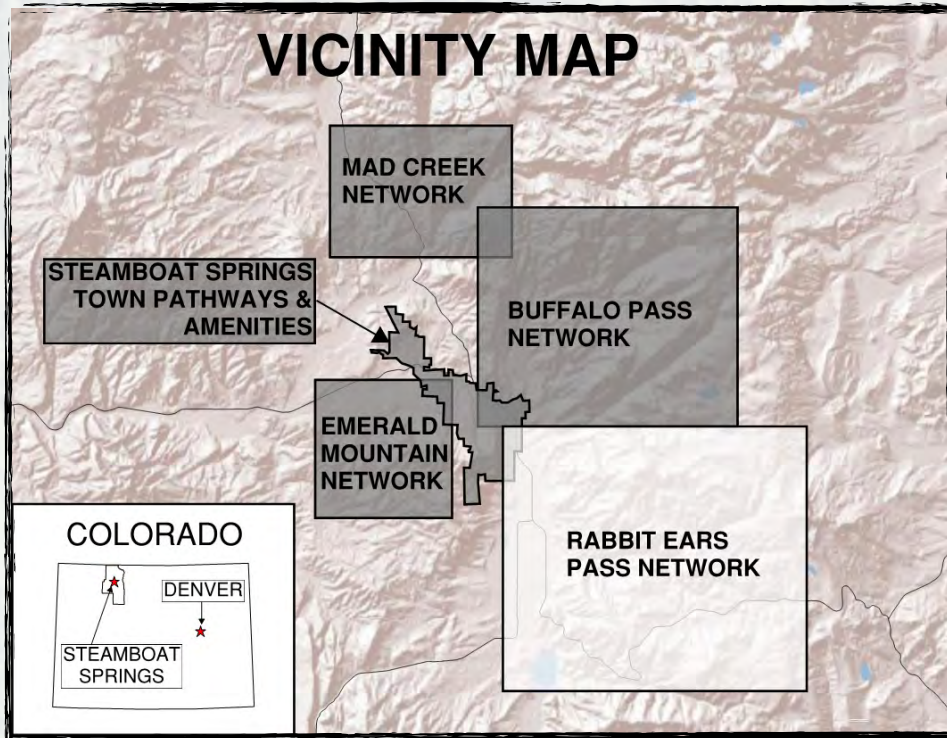 VICINITY MAP
MAD CREEK
NETWORK
STEAMBOAT SPRINGS
TOWN PATHWAYS &
AMENITIES
BUFFALO PASS
NETWORK
EMERALD
MOUNTAIN
NETWORK
RABBIT EARS
PASS NETWORK
COLORADO
DENVER
STEAMBOAT
SPRINGS